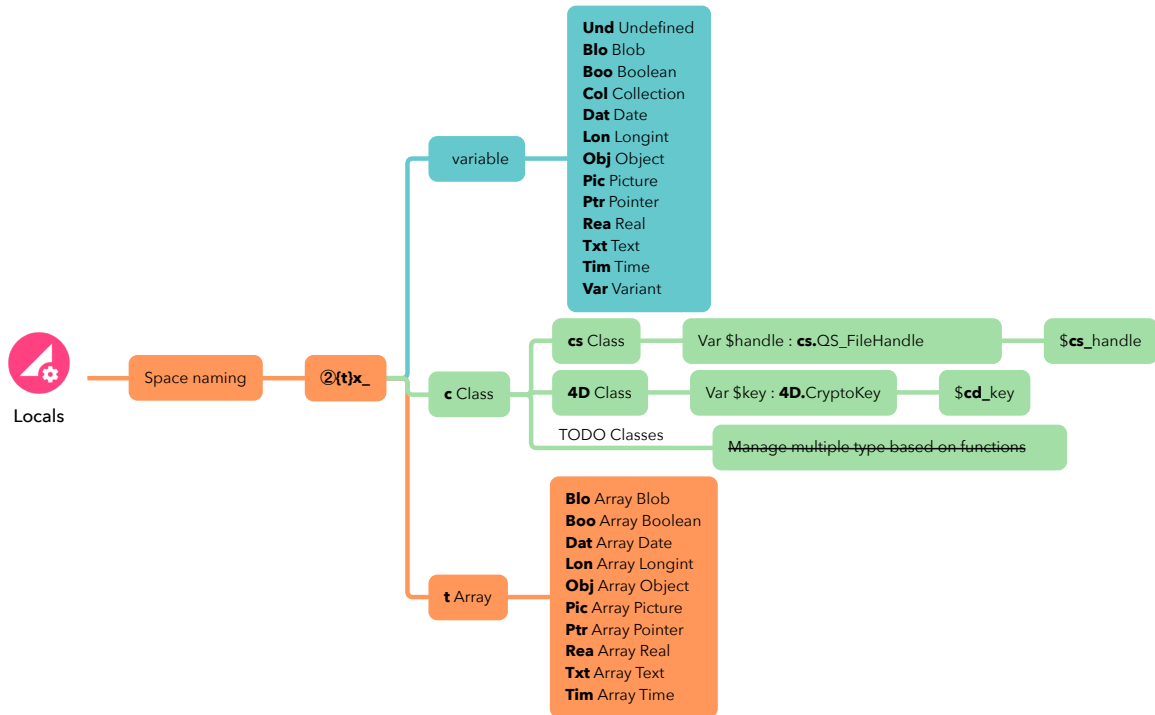 Locals
Space naming
②{t}x_
variable
Und Undefined
Blo Blob
Boo Boolean
Col Collection
Dat Date
Lon Longint
Obj Object
Pic Picture
Ptr Pointer
Rea Real
Txt Text
Tim Time
Var Variant
c Class
cs Class
Var $handle : cs.QS_FileHandle
$cs_handle
4D Class
Var $key : 4D.CryptoKey
$cd_key
TODO Classes
Manage multiple type based on functions
t Array
Blo Array Blob
Boo Array Boolean
Dat Array Date
Lon Array Longint
Obj Array Object
Pic Array Picture
Ptr Array Pointer
Rea Array Real
Txt Array Text
Tim Array Time